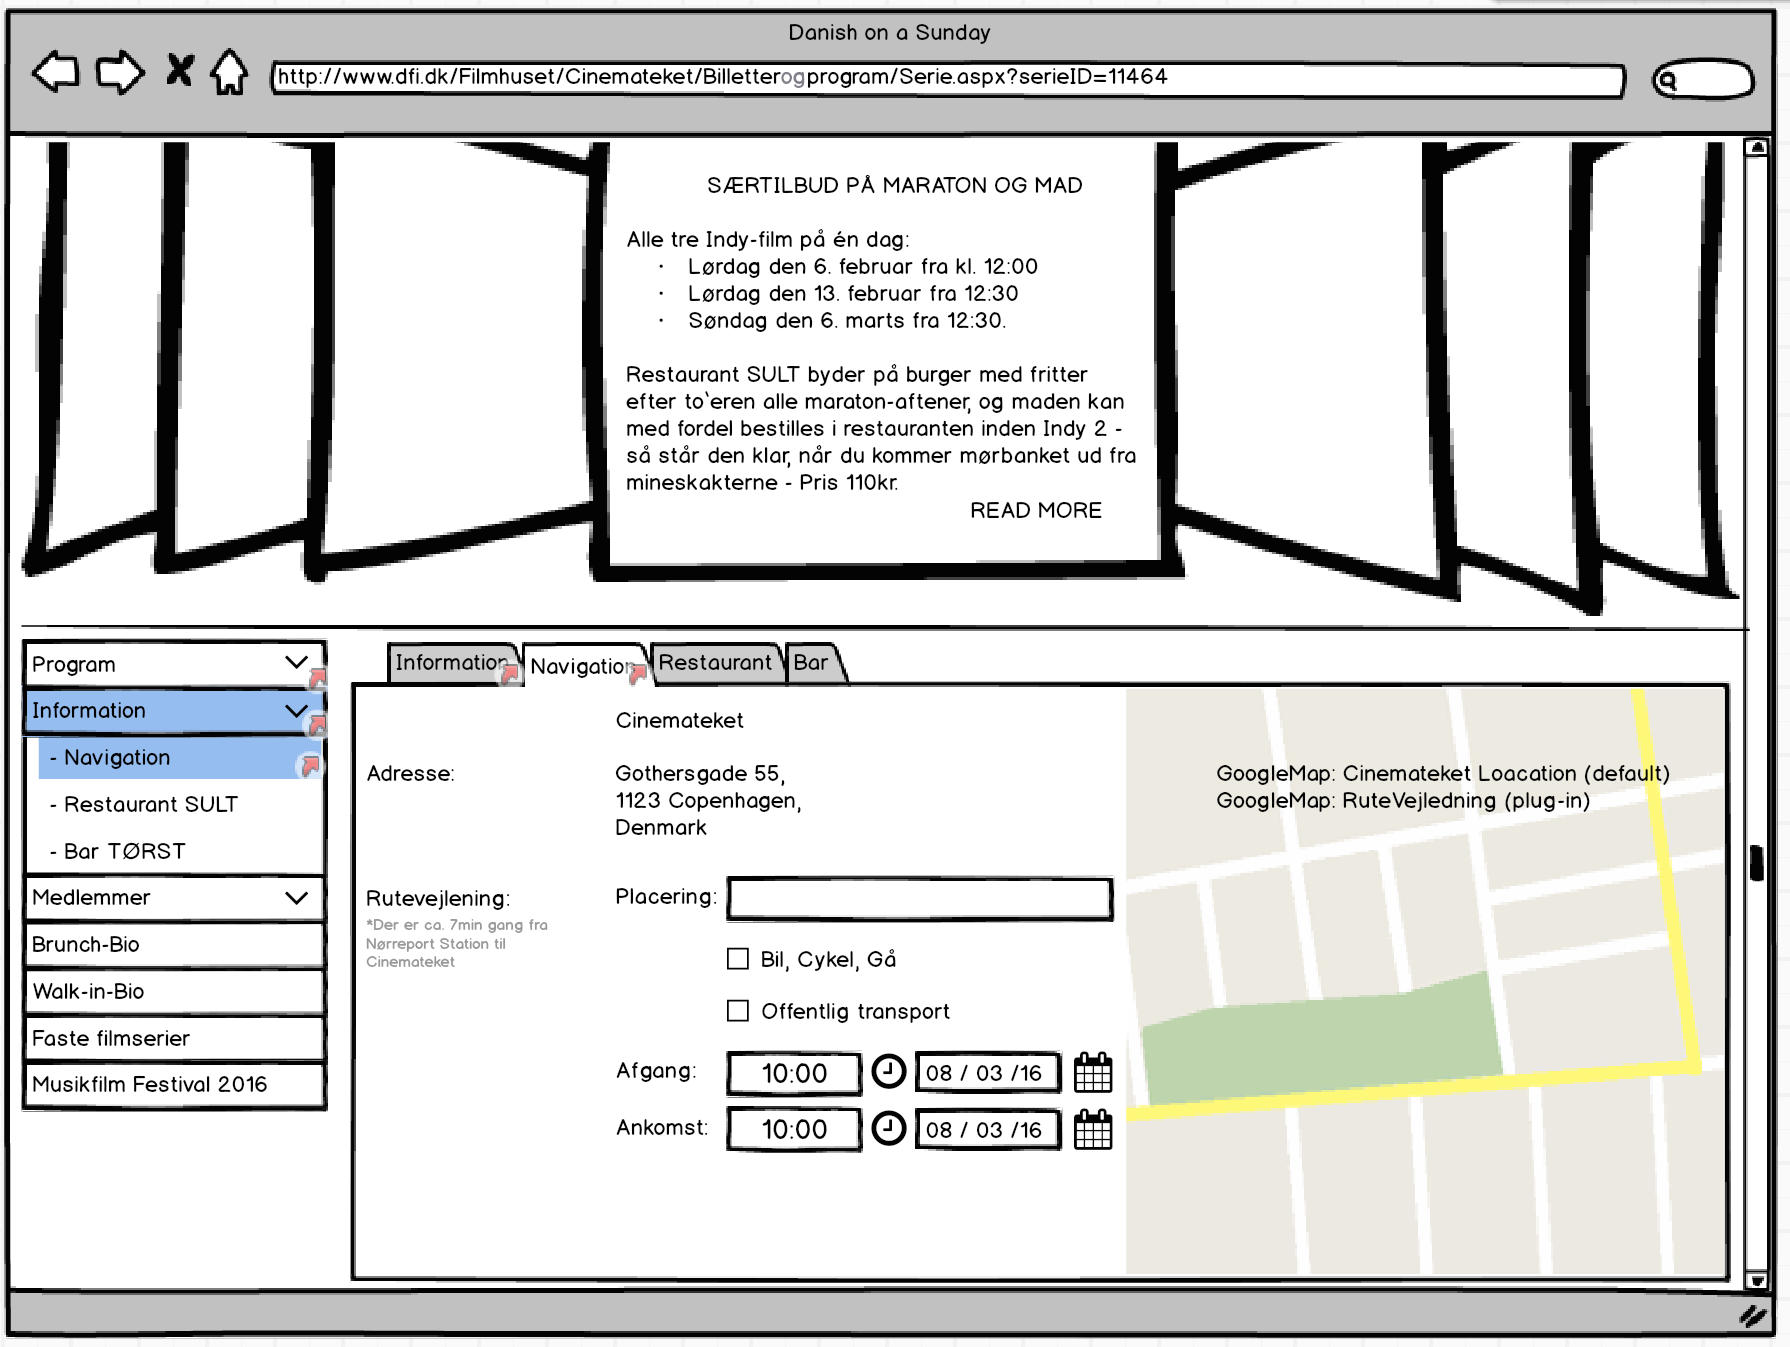 Danish on a Sunday
http://www.dfi.dk/Filmhuset/Cinemateket/Billetterogprogram/Serie.aspx?serieID=11464
SÆRTILBUD PÅ MARATON OG MAD
Alle tre Indy-film på én dag:
· Lørdag den 6. februar fra kl. 12:00
· Lørdag den 13. februar fra 12:30
· Søndag den 6. marts fra 12:30.
Restaurant SULT byder på burger med fritter
efter to`eren alle maraton-aftener, og maden kan
med fordel bestilles i restauranten inden Indy 2 -
så står den klar, når du kommer mørbanket ud fra
mineskakterne - Pris 110kr.
READ MORE
Program
Information
- Navigation
- Restaurant SULT
- Bar TØRST
Medlemmer
Brunch-Bio
Walk-in-Bio
Faste filmserier
Musikfilm Festival 2016
Information Navigation Restaurant Bar
Cinemateket
Adresse:
Gothersgade 55,
1123 Copenhagen,
Denmark
Rutevejlening:
*Der er ca. 7min gang fra
Nørreport Station til
Cinemateket
Placering:
Bil, Cykel, Gå
Offentlig transport
Afgang: 10:00 08 / 03 /16
Ankomst: 10:00 08 / 03 /16
GoogleMap: Cinemateket Loacation (default)
GoogleMap: RuteVejledning (plug-in)